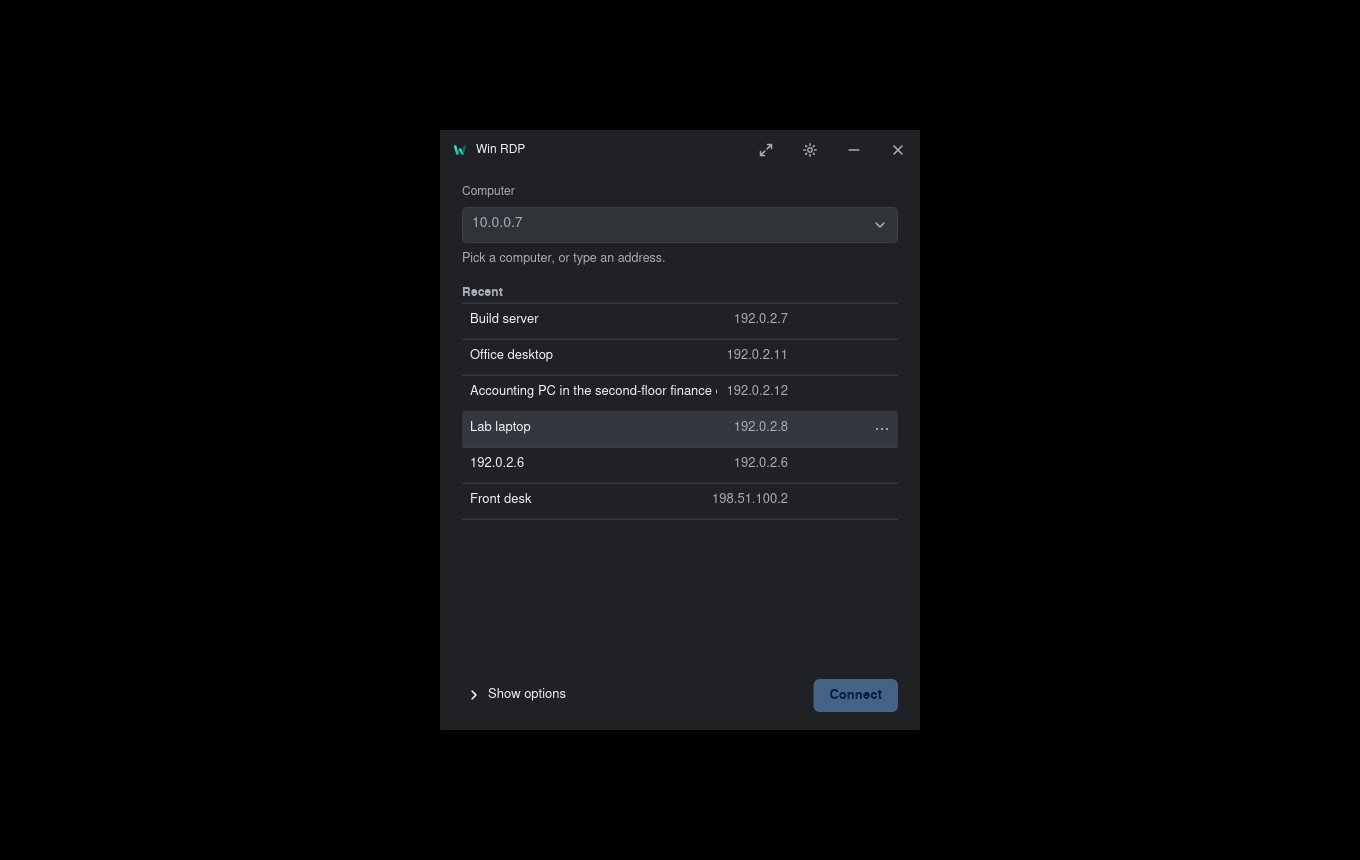 Win RDP
Computer
10.0.0.7
Pick a computer, or type an address.
Recent
Build server 192.0.2.7
Office desktop 192.0.2.11
Accounting PC in the second-floor finance 192.0.2.12
Lab laptop 192.0.2.8 ...
192.0.2.6 192.0.2.6
Front desk 198.51.100.2
Show options
Connect